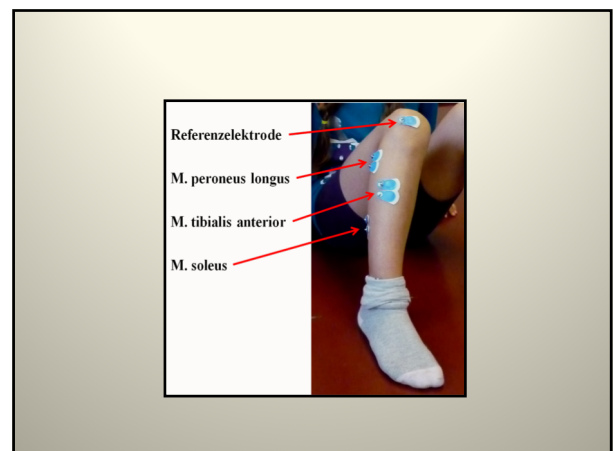 Referenzelektrode
M. peroneus longus
M. tibialis anterior
M. soleus